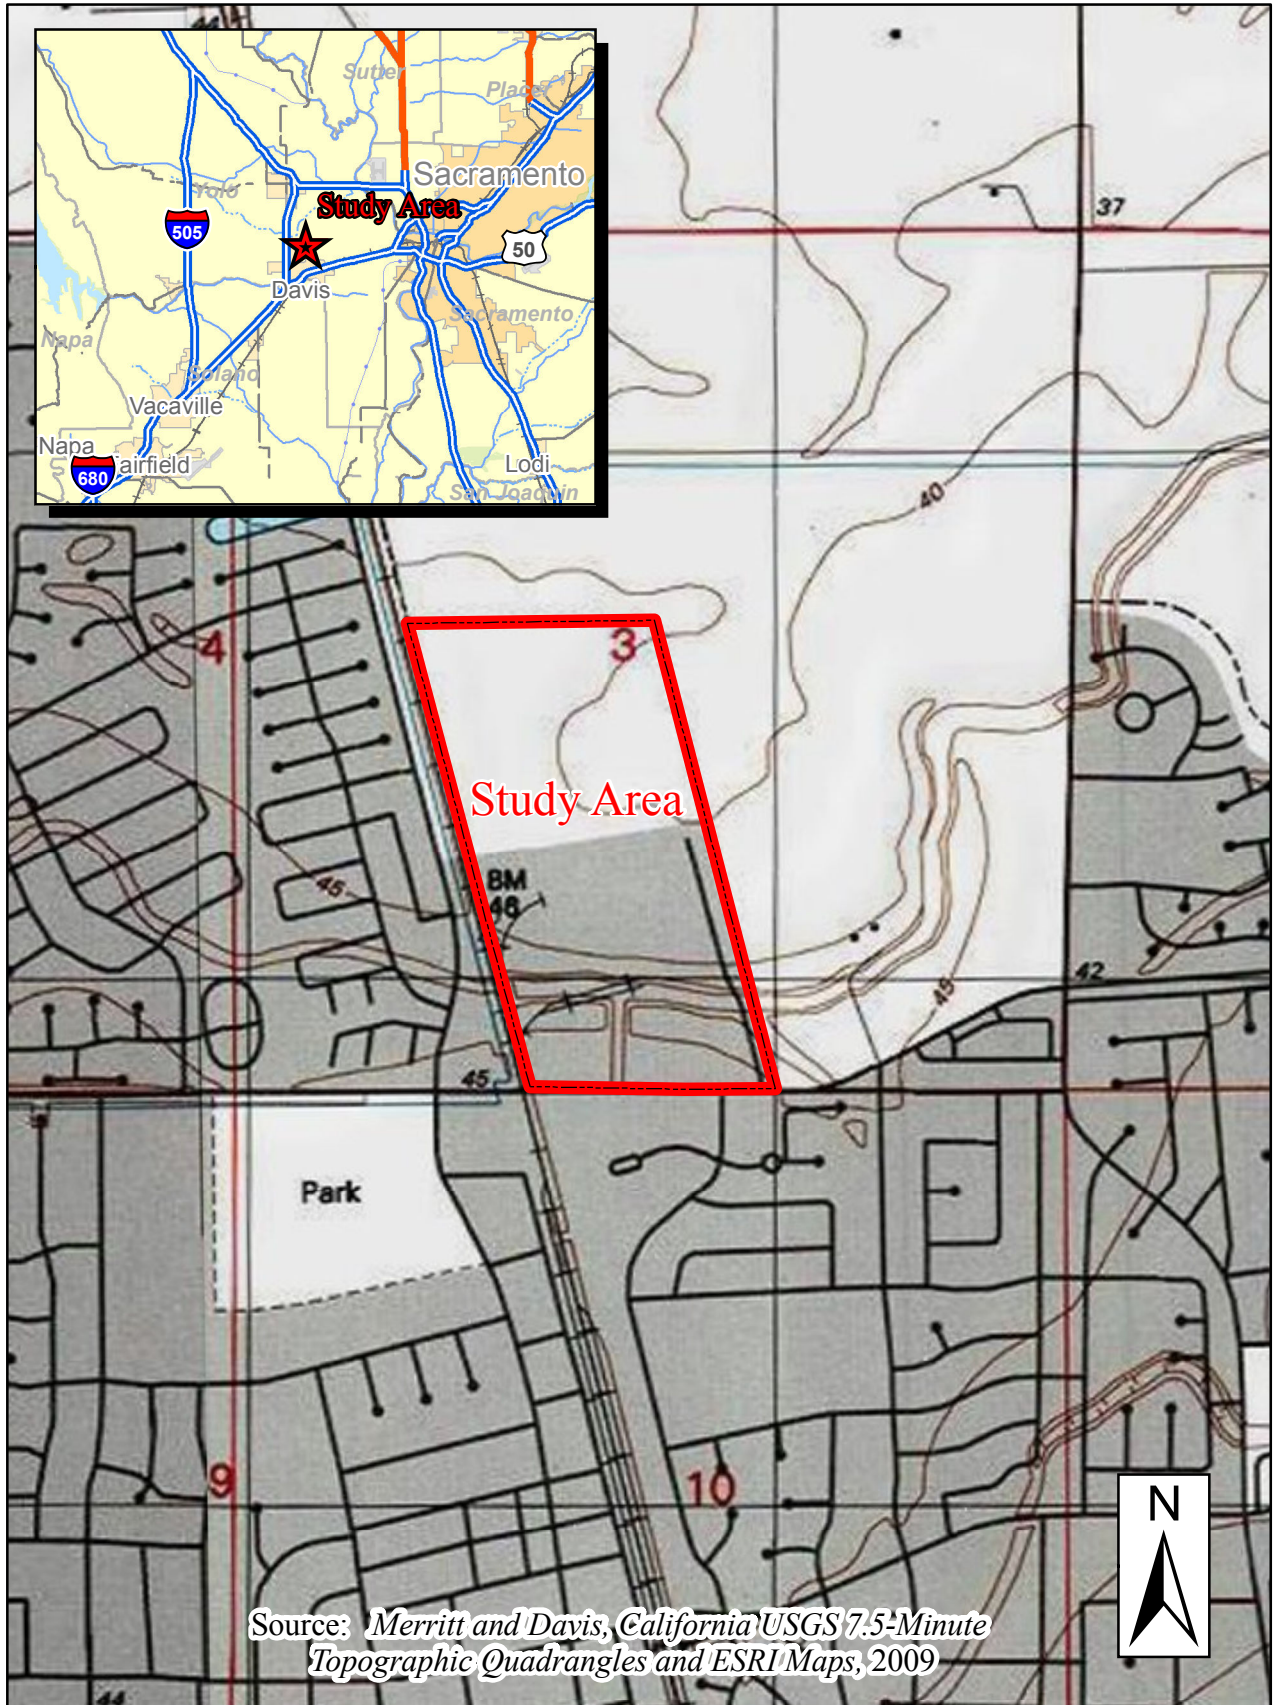 44
Sutter
Placer
Sacramento
Yolo
Study Area
505
50
Davis
Sacramento
Napa
Solano
Vacaville
Napa
airfield
680
Lodi
San Joaquin
37
40
4
3
Study Area
BM
46
45
42
45
45
Park
9
10
N
Source: Merritt and Davis, California USGS 7.5-Minute
Topographic Quadrangles and ESRI Maps, 2009
44